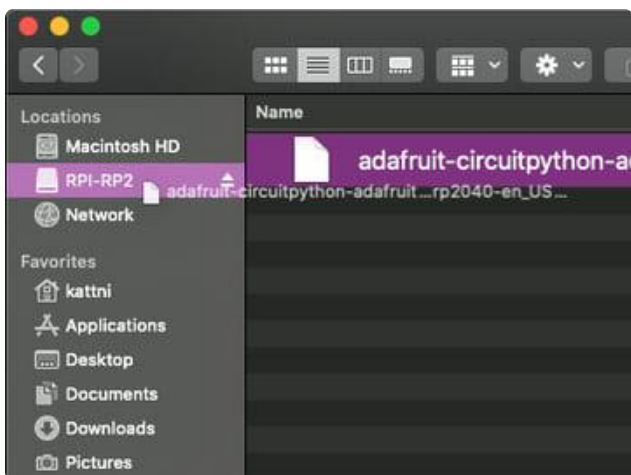 Locations
Macintosh HD
RPI-RP2
Network
Favorites
kattni
Applications
Desktop
Documents
Downloads
Pictures
Name
adafruit-circuitpython-a
adafruit-circuitpython-adafruit...rp2040-en_US...